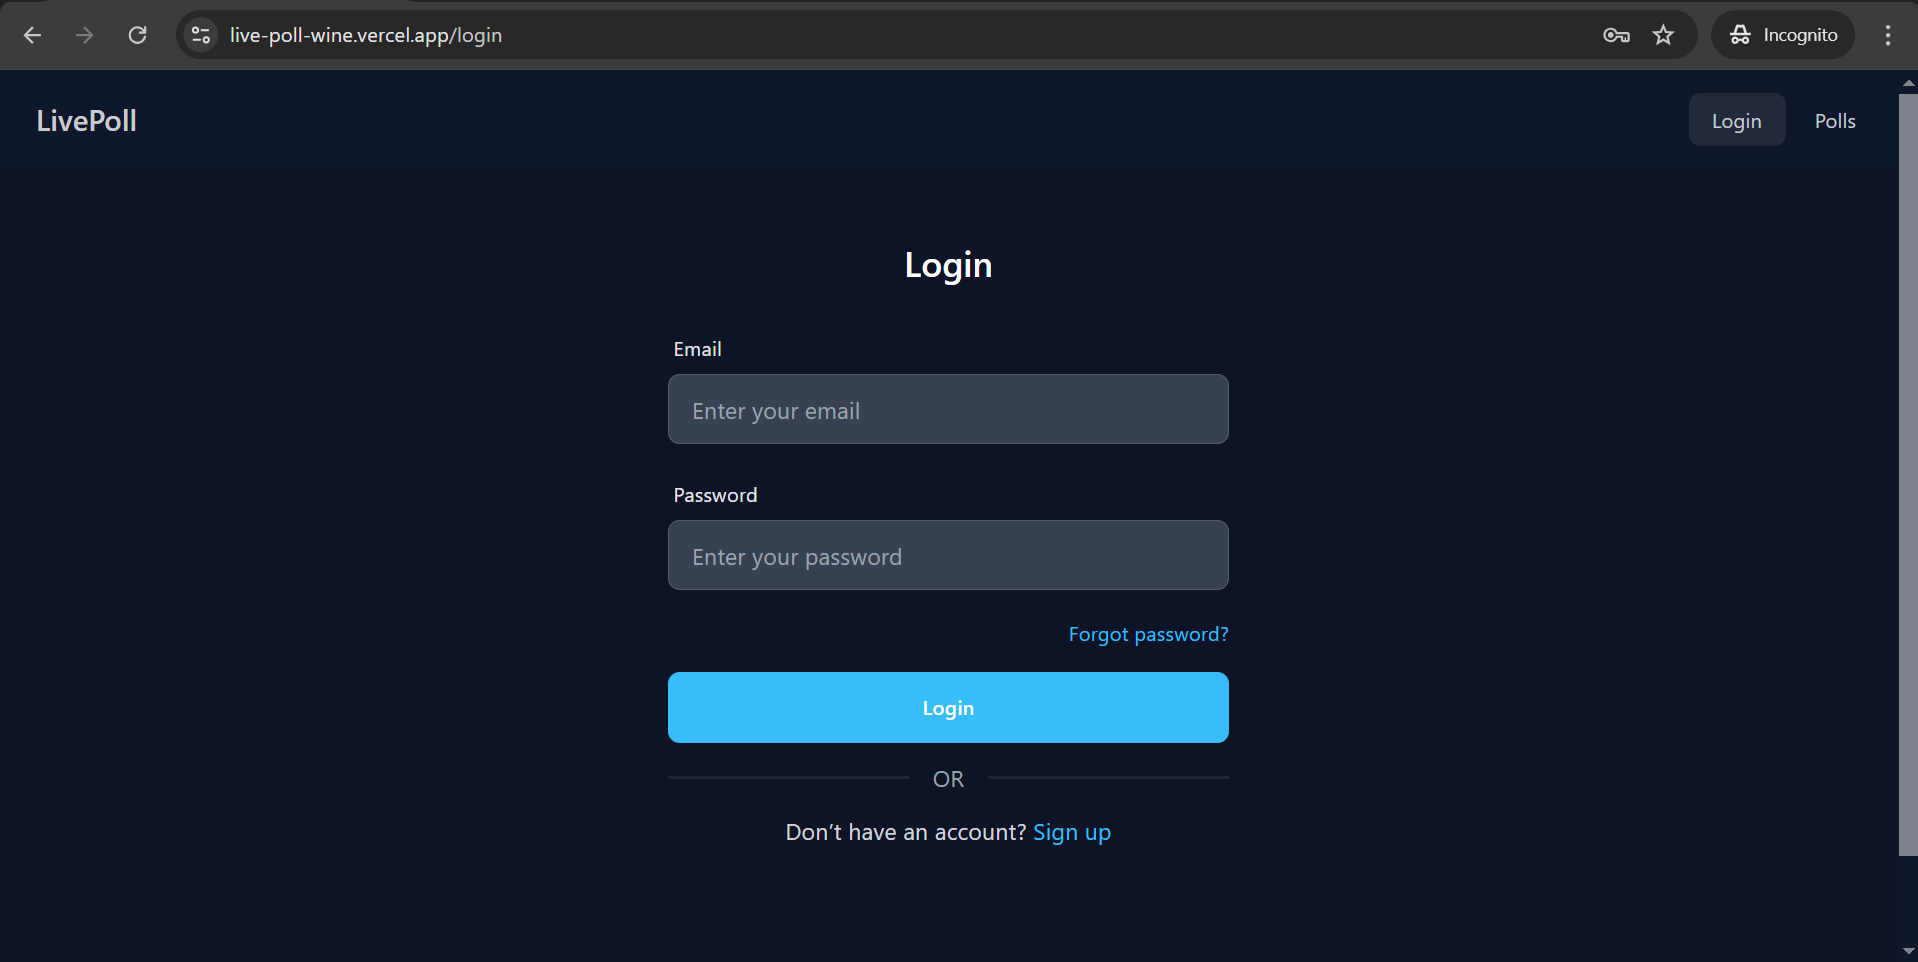 live-poll-wine.vercel.app/login
Incognito
LivePoll
Login
Polls
Login
Email
Enter your email
Password
Enter your password
Forgot password?
Login
OR
Don’t have an account? Sign up